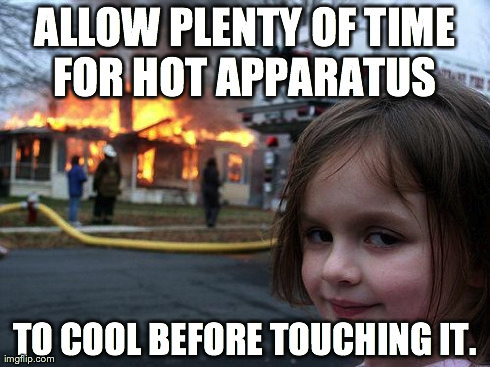 ALLOW PLENTY OF TIME
FOR HOT APPARATUS
TO COOL BEFORE TOUCHING IT.
imgflip.com